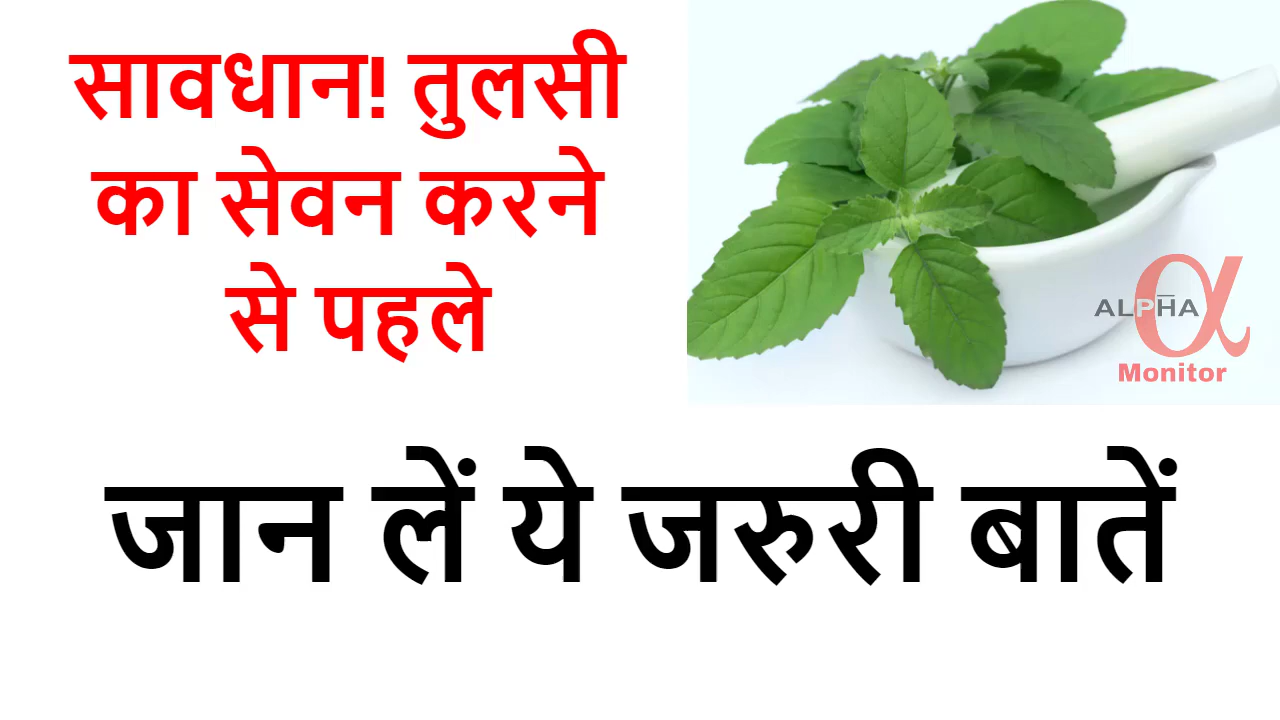 सावधान! तुलसी
का सेवन करने
से पहले
ALPHA
α
Monitor
जान लें ये जरुरी बातें